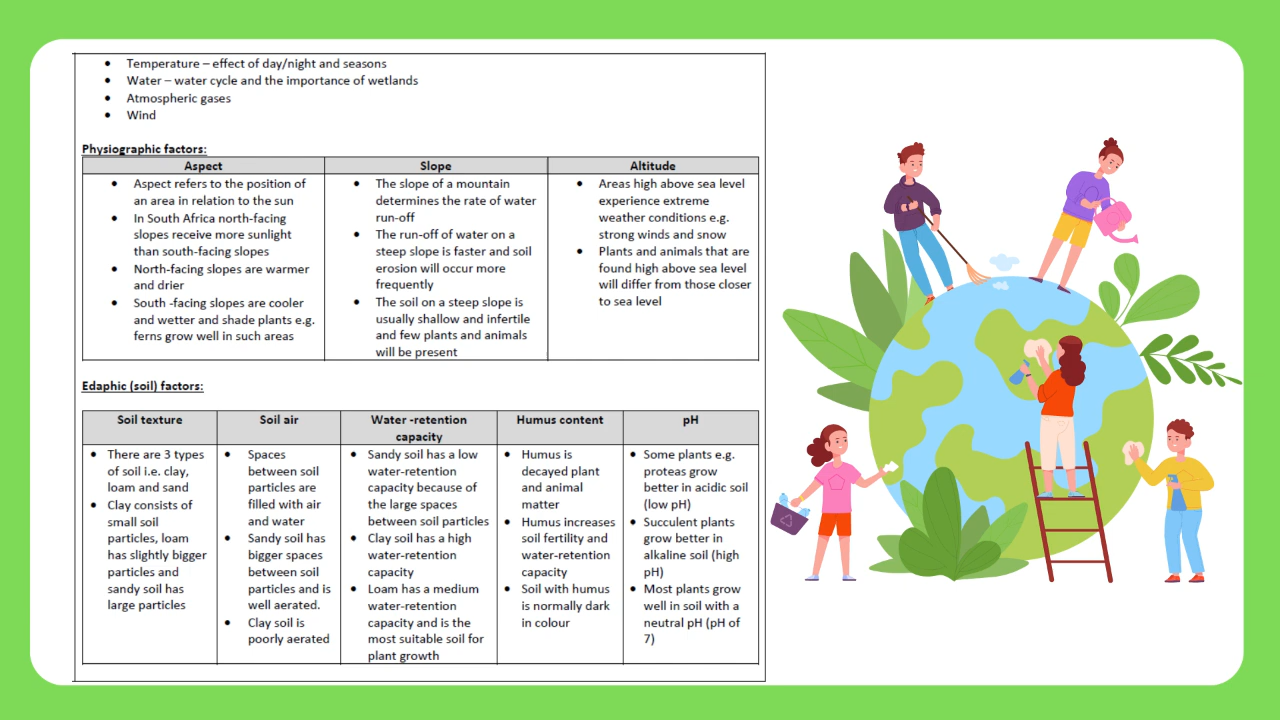 • Temperature – effect of day/night and seasons
• Water – water cycle and the importance of wetlands
• Atmospheric gases
• Wind
Physiographic factors:
Aspect
• Aspect refers to the position of
an area in relation to the sun
• In South Africa north-facing
slopes receive more sunlight
than south-facing slopes
• North-facing slopes are warmer
and drier
• South -facing slopes are cooler
and wetter and shade plants e.g.
ferns grow well in such areas
Slope
• The slope of a mountain
determines the rate of water
run-off
• The run-off of water on a
steep slope is faster and soil
erosion will occur more
frequently
• The soil on a steep slope is
usually shallow and infertile
and few plants and animals
will be present
Altitude
• Areas high above sea level
experience extreme
weather conditions e.g.
strong winds and snow
• Plants and animals that are
found high above sea level
will differ from those closer
to sea level
Edaphic (soil) factors:
Soil texture
• There are 3 types
of soil i.e. clay,
loam and sand
• Clay consists of
small soil
particles, loam
has slightly bigger
particles and
sandy soil has
large particles
Soil air
• Spaces
between soil
particles are
filled with air
and water
• Sandy soil has
bigger spaces
between soil
particles and is
well aerated.
• Clay soil is
poorly aerated
Water -retention
capacity
• Sandy soil has a low
water-retention
capacity because of
the large spaces
between soil particles
• Clay soil has a high
water-retention
capacity
• Loam has a medium
water-retention
capacity and is the
most suitable soil for
plant growth
Humus content
• Humus is
decayed plant
and animal
matter
• Humus increases
soil fertility and
water-retention
capacity
• Soil with humus
is normally dark
in colour
pH
• Some plants e.g.
proteas grow
better in acidic soil
(low pH)
• Succulent plants
grow better in
alkaline soil (high
pH)
• Most plants grow
well in soil with a
neutral pH (pH of
7)